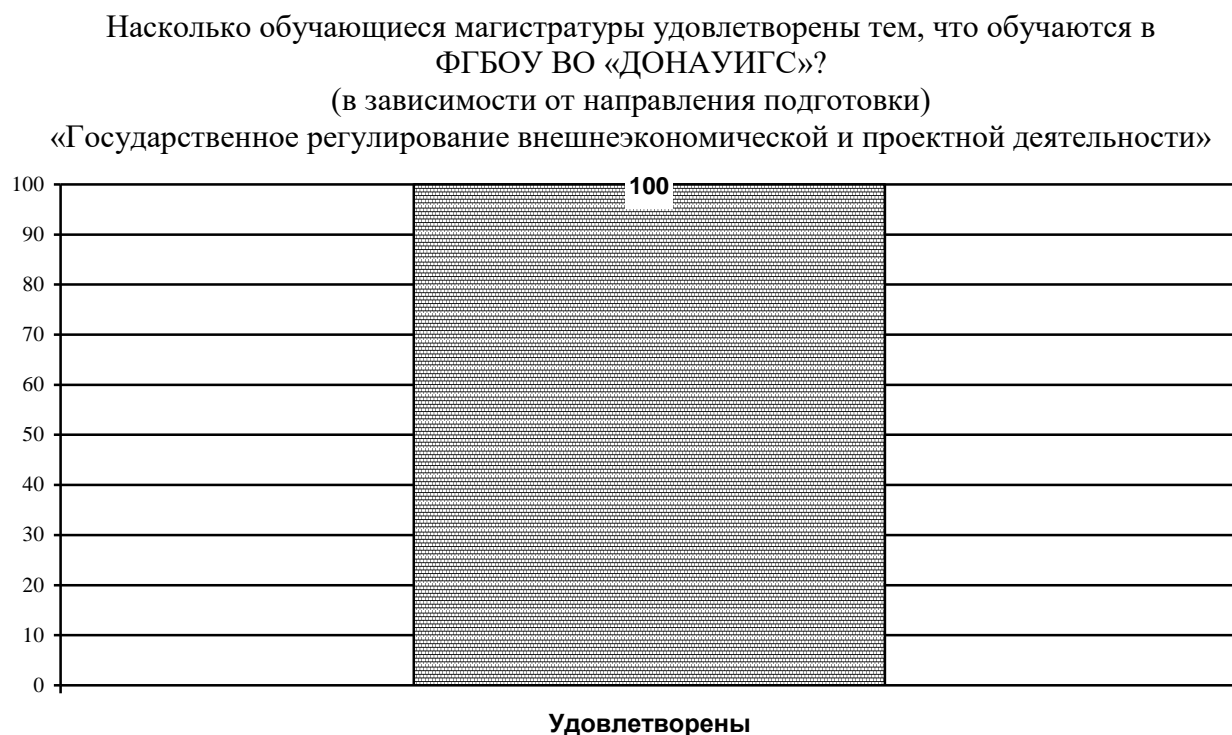 Насколько обучающиеся магистратуры удовлетворены тем, что обучаются в
ФГБОУ ВО «ДОНАУИГС»?
(в зависимости от направления подготовки)
«Государственное регулирование внешнеэкономической и проектной деятельности»
100
100
90
80
70
60
50
40
30
20
10
0
Удовлетворены